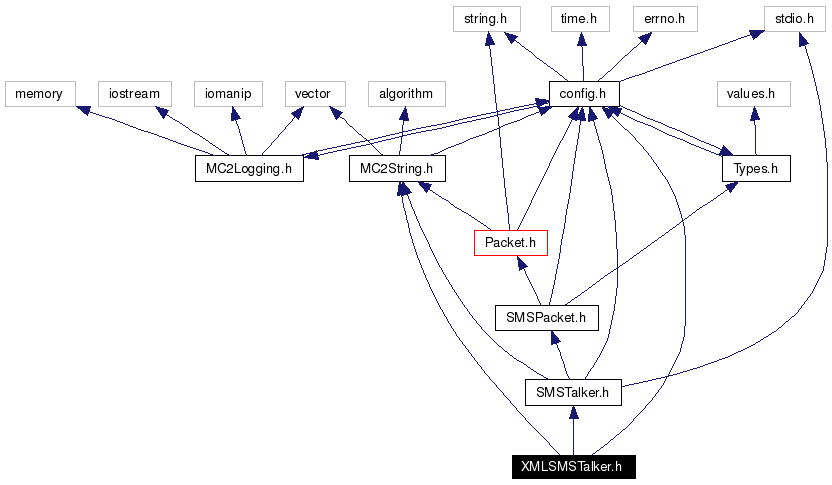 string.h
time.h
errno.h
stdio.h
memory
iostream
iomanip
vector
algorithm
config.h
values.h
MC2Logging.h
MC2String.h
Types.h
Packet.h
SMSPacket.h
SMSTalker.h
XMLSMSTalker.h